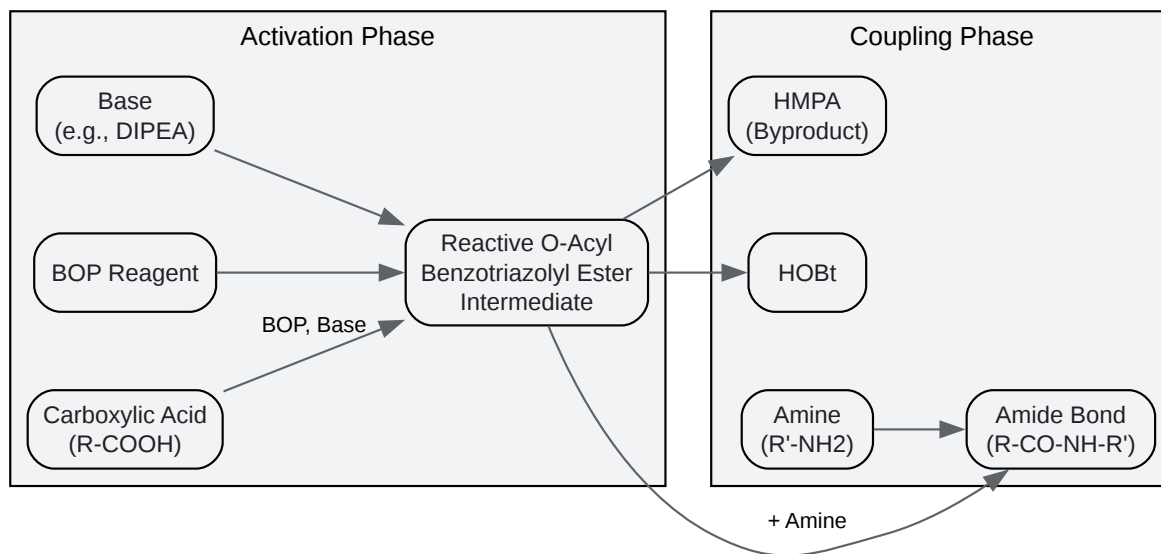 Activation Phase
Coupling Phase
Base
(e.g., DIPEA)
HMPA
(Byproduct)
BOP Reagent
Reactive O-Acyl
Benzotriazolyl Ester
Intermediate
HOBt
BOP, Base
Carboxylic Acid
(R-COOH)
Amine
(R'-NH2)
Amide Bond
(R-CO-NH-R')
+ Amine